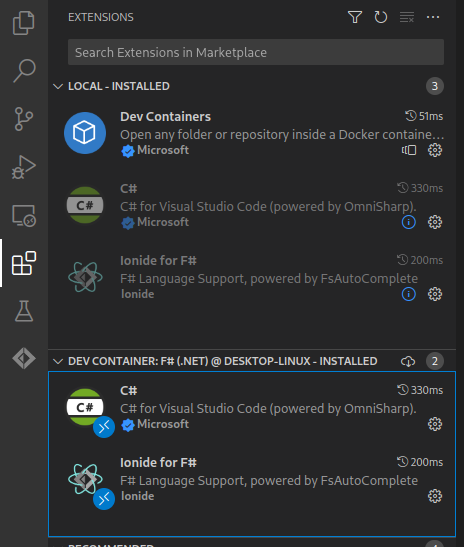 EXTENSIONS
Search Extensions in Marketplace
LOCAL - INSTALLED 3
Dev Containers 51ms
Open any folder or repository inside a Docker containe...
Microsoft
C# 330ms
C# for Visual Studio Code (powered by OmniSharp).
Microsoft
Ionide for F# 200ms
F# Language Support, powered by FsAutoComplete
Ionide
DEV CONTAINER: F# (.NET) @ DESKTOP-LINUX - INSTALLED 2
C# 330ms
C# for Visual Studio Code (powered by OmniSharp).
Microsoft
Ionide for F# 200ms
F# Language Support, powered by FsAutoComplete
Ionide
RECOMMENDED